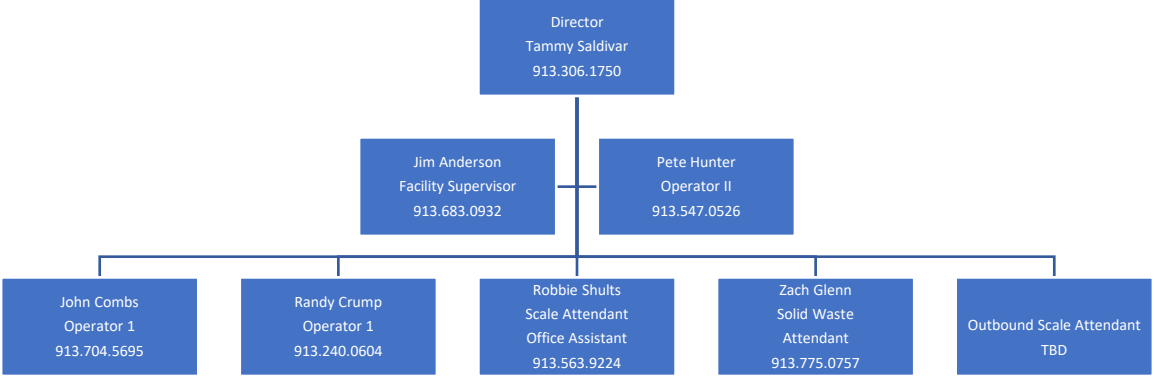 Director
Tammy Saldivar
913.306.1750
Jim Anderson
Facility Supervisor
913.683.0932
Pete Hunter
Operator II
913.547.0526
John Combs
Operator 1
913.704.5695
Randy Crump
Operator 1
913.240.0604
Robbie Shults
Scale Attendant
Office Assistant
913.563.9224
Zach Glenn
Solid Waste
Attendant
913.775.0757
Outbound Scale Attendant
TBD